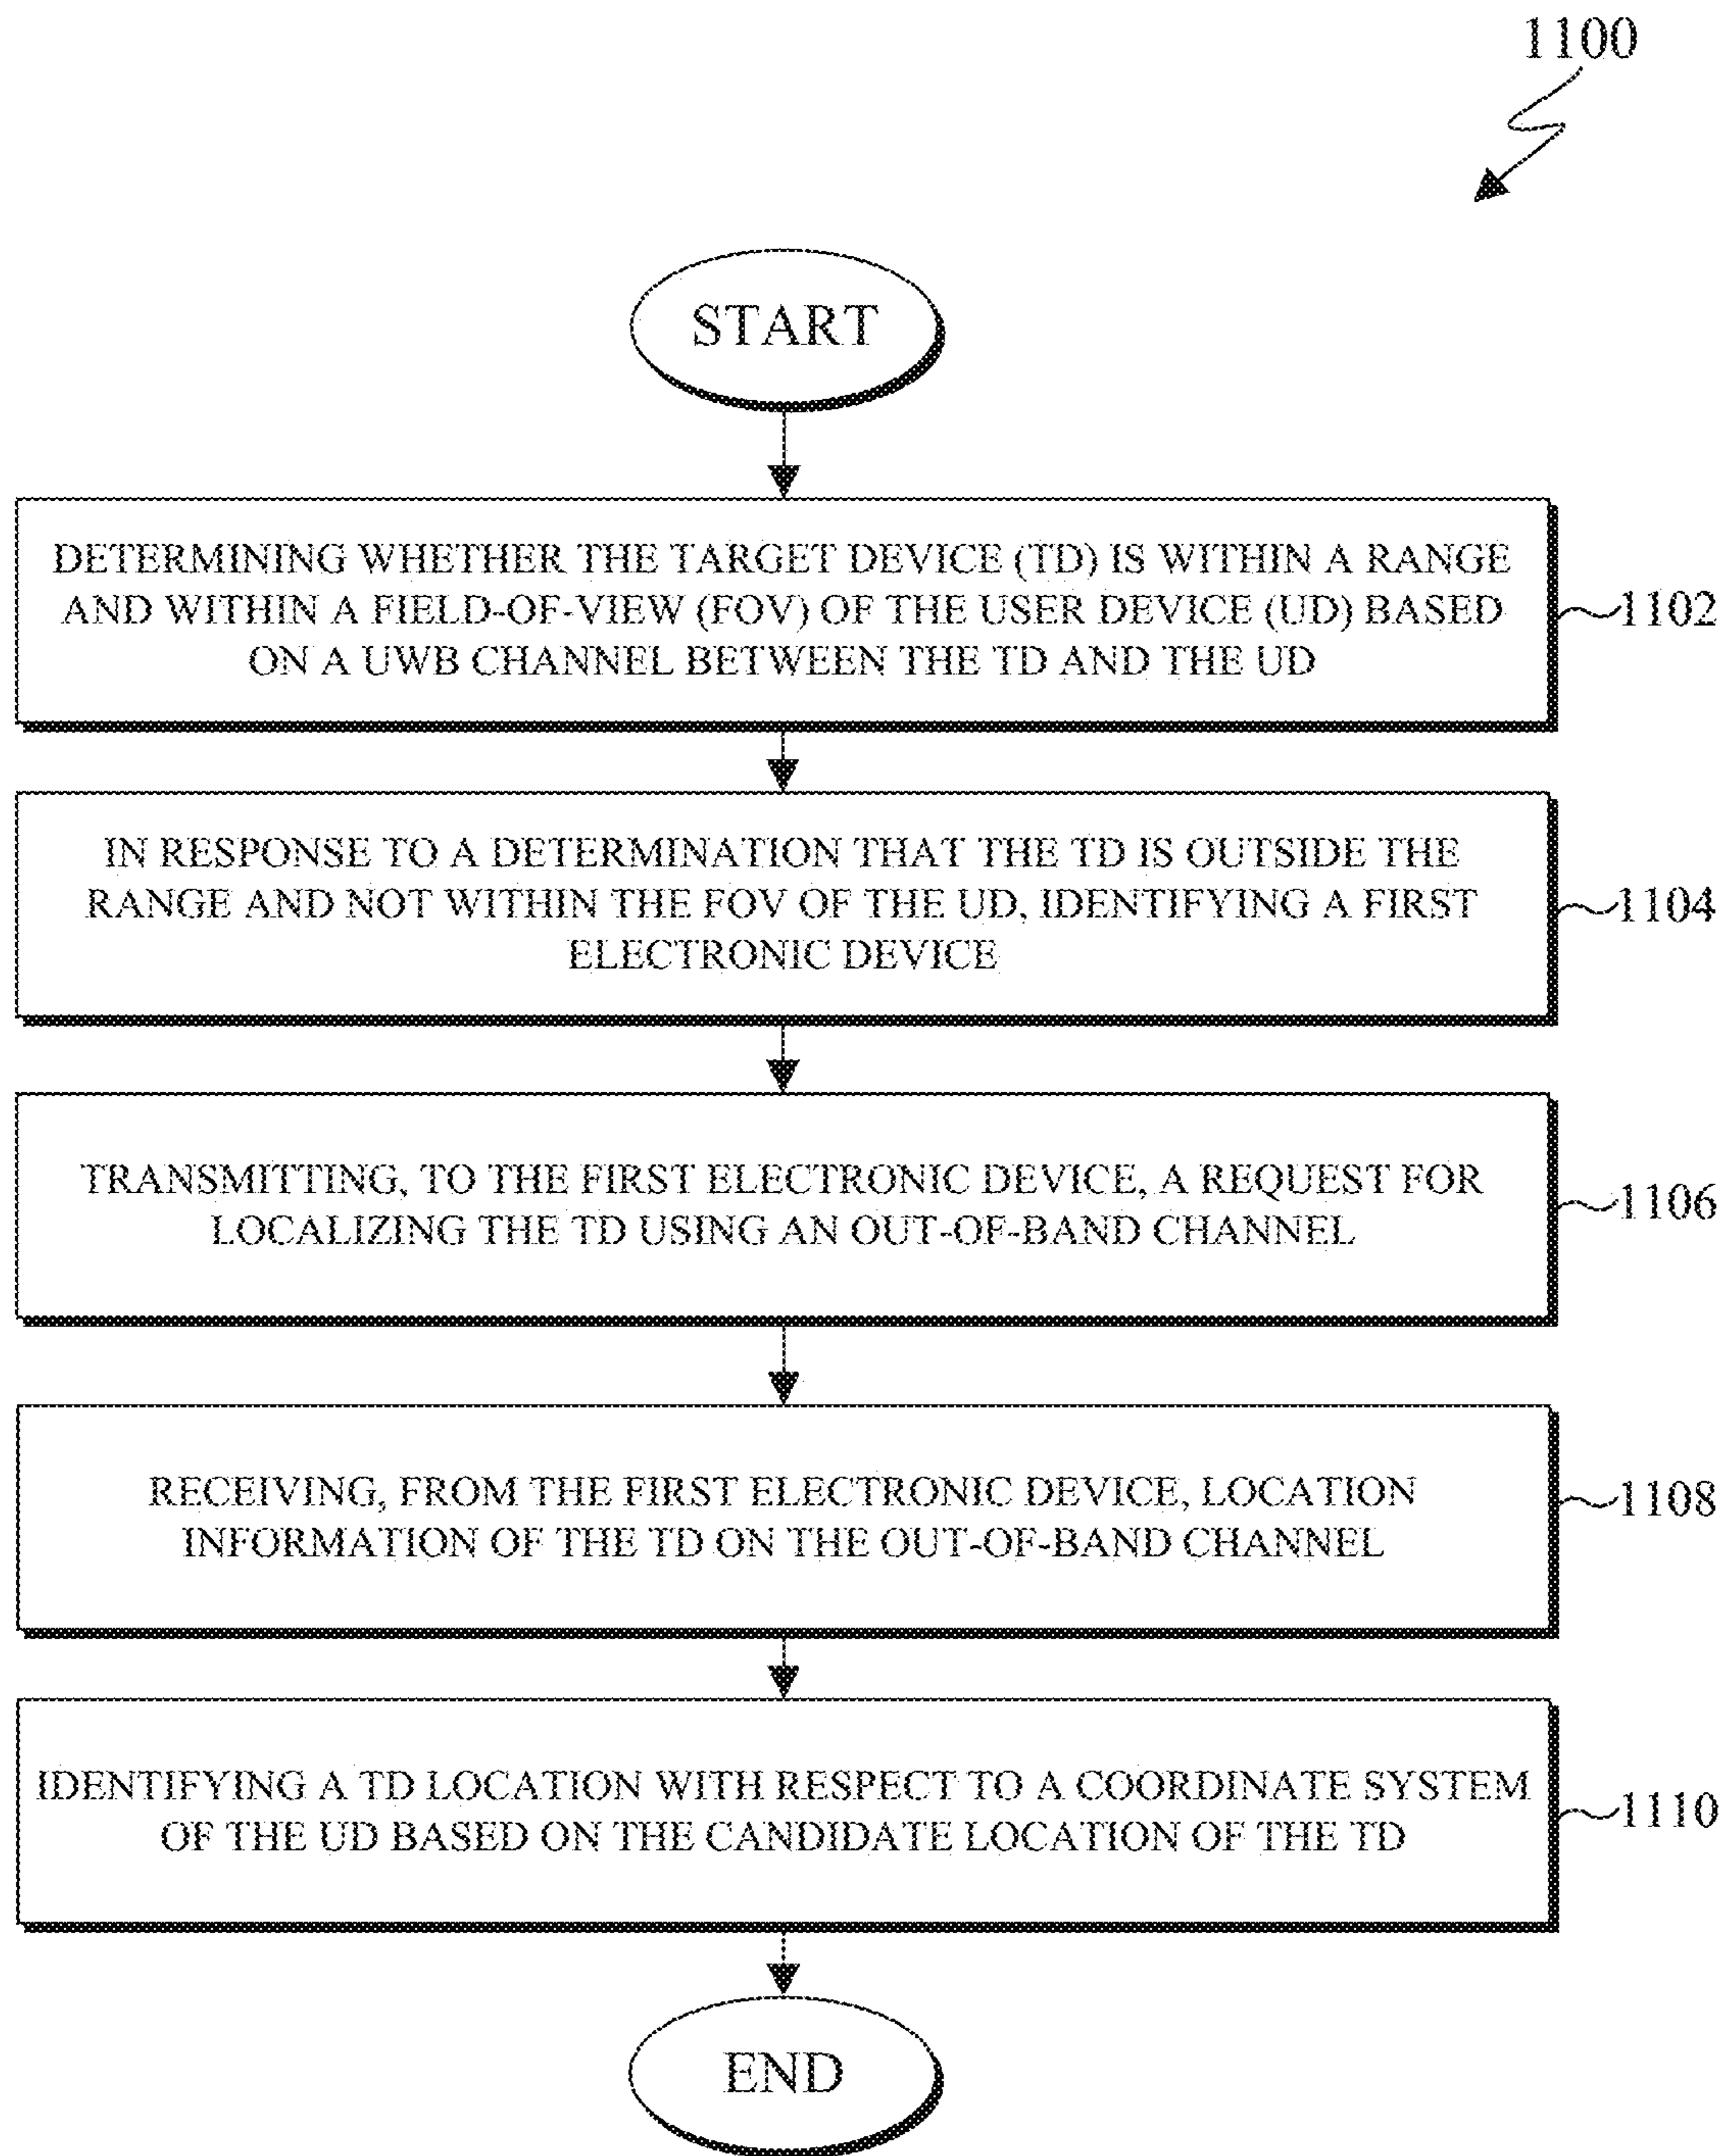 1100
START
DETERMINING WHETHER THE TARGET DEVICE (TD) IS WITHIN A RANGE
AND WITHIN A FIELD-OF-VIEW (FOV) OF THE USER DEVICE (UD) BASED
ON A UWB CHANNEL BETWEEN THE TD AND THE UD
1102
IN RESPONSE TO A DETERMINATION THAT THE TD IS OUTSIDE THE
RANGE AND NOT WITHIN THE FOV OF THE UD, IDENTIFYING A FIRST
ELECTRONIC DEVICE
1104
TRANSMITTING, TO THE FIRST ELECTRONIC DEVICE, A REQUEST FOR
LOCALIZING THE TD USING AN OUT-OF-BAND CHANNEL
1106
RECEIVING, FROM THE FIRST ELECTRONIC DEVICE, LOCATION
INFORMATION OF THE TD ON THE OUT-OF-BAND CHANNEL
1108
IDENTIFYING A TD LOCATION WITH RESPECT TO A COORDINATE SYSTEM
OF THE UD BASED ON THE CANDIDATE LOCATION OF THE TD
1110
END